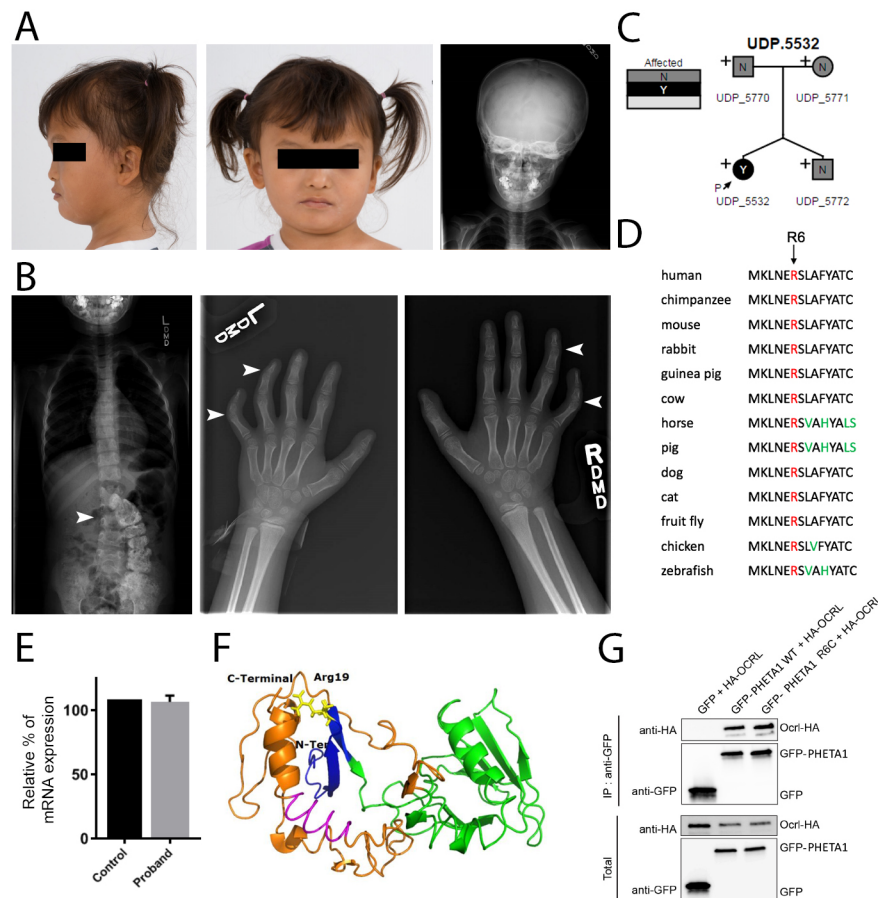 A
C
UDP.5532
Affected
N
Y
+ N
+ N
UDP_5770
UDP_5771
+ Y
+ N
P
UDP_5532
UDP_5772
D
R6
human MKLNERSLAFYATC
chimpanzee MKLNERSLAFYATC
mouse MKLNERSLAFYATC
rabbit MKLNERSLAFYATC
guinea pig MKLNERSLAFYATC
cow MKLNERSLAFYATC
horse MKLNERSVAHYALS
pig MKLNERSVAHYALS
dog MKLNERSLAFYATC
cat MKLNERSLAFYATC
fruit fly MKLNERSLAFYATC
chicken MKLNERSLVFYATC
zebrafish MKLNERSVAHYATC
B
L
DMD
LDMD
RDMD
E
Relative % of
mRNA expression
100
50
0
Control
Proband
F
C-Terminal
Arg19
N-Ter
G
GFP + HA-OCRL
GFP-PHETA1 WT + HA-OCRL
GFP- PHETA1 R6C + HA-OCRl
IP : anti-GFP
anti-HA
Ocrl-HA
GFP-PHETA1
anti-GFP
GFP
Total
anti-HA
Ocrl-HA
GFP-PHETA1
anti-GFP
GFP